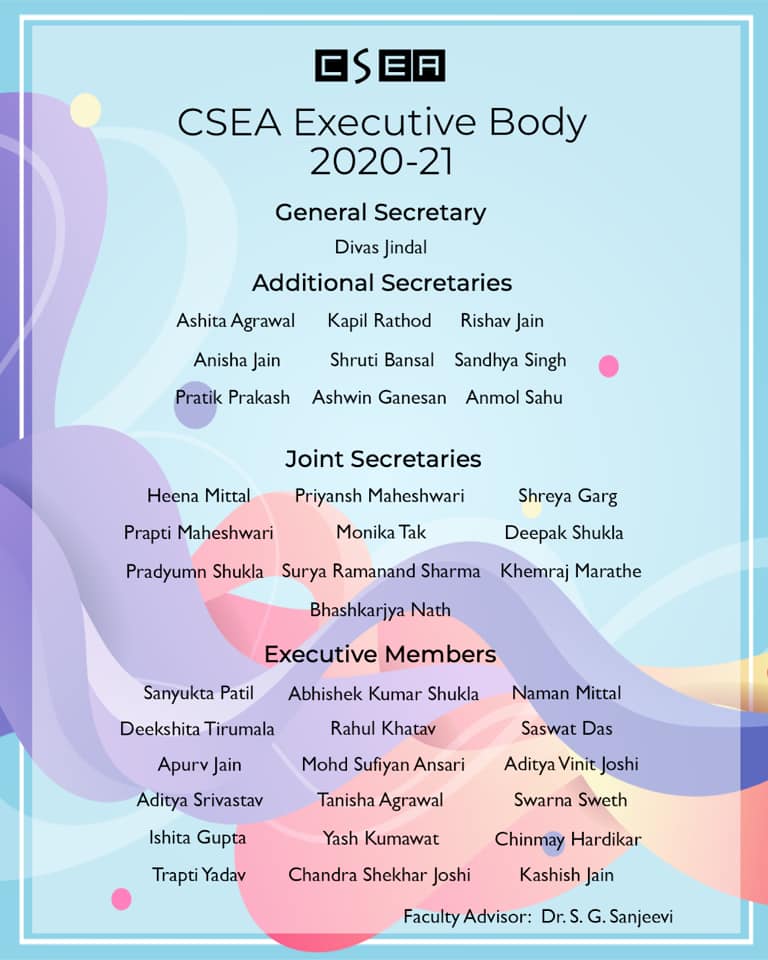 CSEA
CSEA Executive Body
2020-21
General Secretary
Divas Jindal
Additional Secretaries
Ashita Agrawal Kapil Rathod Rishav Jain
Anisha Jain Shruti Bansal Sandhya Singh
Pratik Prakash Ashwin Ganesan Anmol Sahu
Joint Secretaries
Heena Mittal Priyansh Maheshwari Shreya Garg
Prapti Maheshwari Monika Tak Deepak Shukla
Pradyumn Shukla Surya Ramanand Sharma Khemraj Marathe
Bhashkarjya Nath
Executive Members
Sanyukta Patil Abhishek Kumar Shukla Naman Mittal
Deekshita Tirumala Rahul Khatav Saswat Das
Apurv Jain Mohd Sufiyan Ansari Aditya Vinit Joshi
Aditya Srivastav Tanisha Agrawal Swarna Sweth
Ishita Gupta Yash Kumawat Chinmay Hardikar
Trapti Yadav Chandra Shekhar Joshi Kashish Jain
Faculty Advisor: Dr. S. G. Sanjeevi